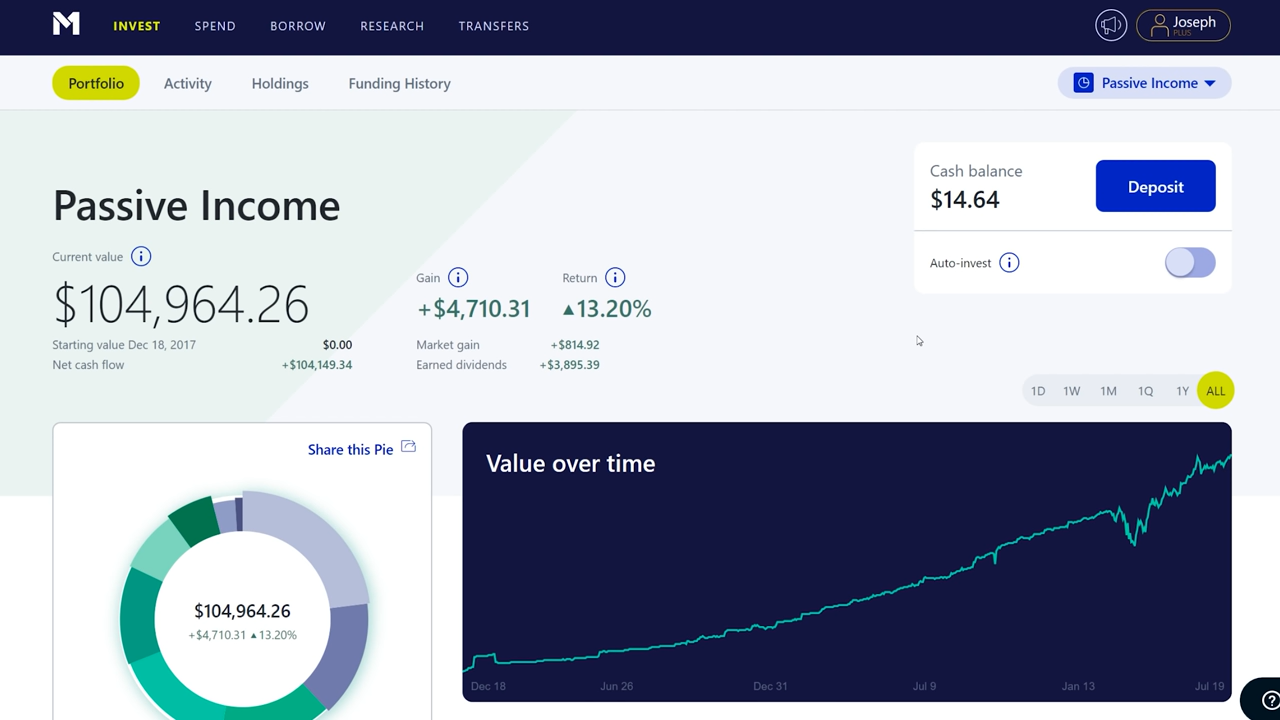 INVEST SPEND BORROW RESEARCH TRANSFERS
Joseph
PLUS
Portfolio Activity Holdings Funding History Passive Income
Cash balance
$14.64
Deposit
Auto-invest
Passive Income
Current value
$104,964.26
Starting value Dec 18, 2017 $0.00
Net cash flow +$104,149.34
Gain Return
+$4,710.31 ▲13.20%
Market gain +$814.92
Earned dividends +$3,895.39
1D 1W 1M 1Q 1Y ALL
Share this Pie
$104,964.26
+$4,710.31 ▲13.20%
Value over time
Dec 18 Jun 26 Dec 31 Jul 9 Jan 13 Jul 19